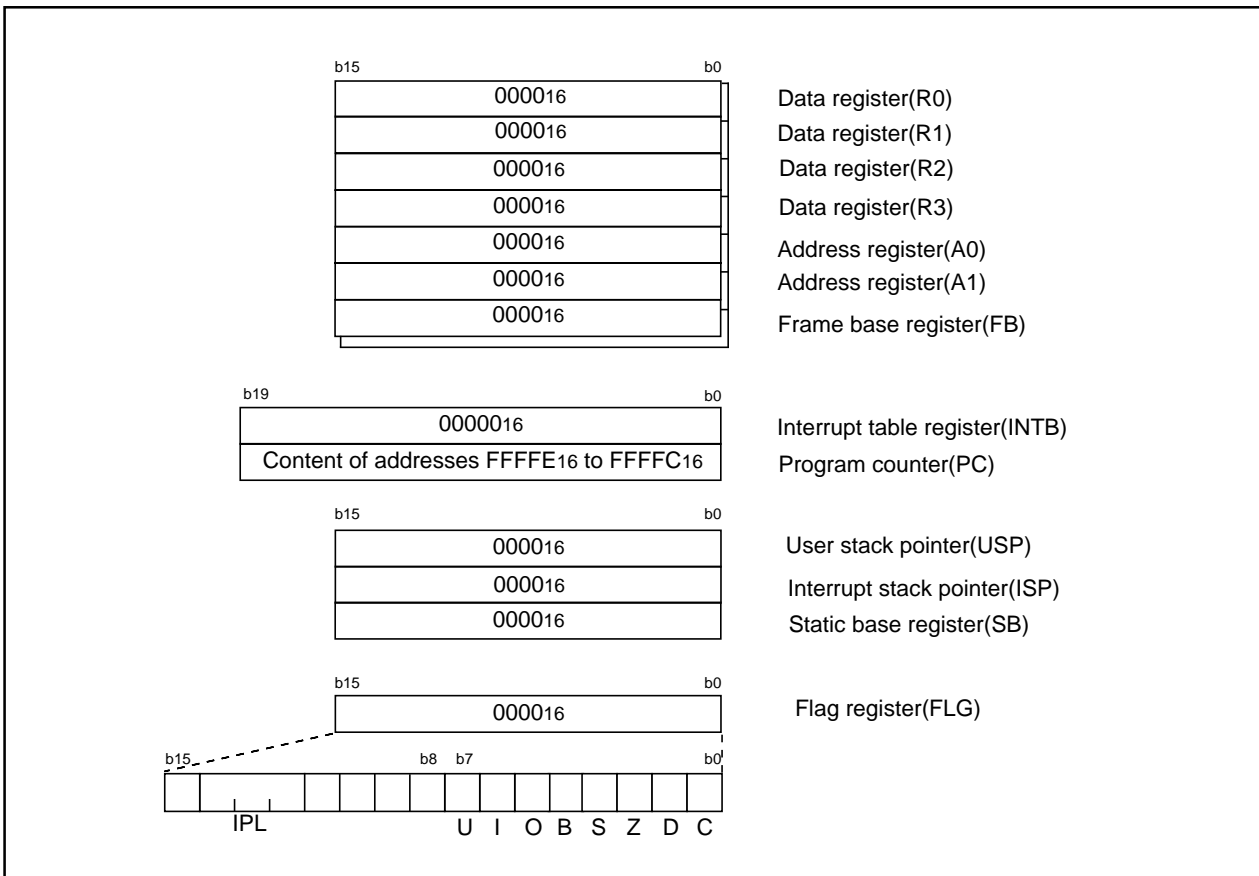 b15 b0
000016 Data register(R0)
000016 Data register(R1)
000016 Data register(R2)
000016 Data register(R3)
000016 Address register(A0)
000016 Address register(A1)
000016 Frame base register(FB)
b19 b0
0000016 Interrupt table register(INTB)
Content of addresses FFFFE16 to FFFFC16 Program counter(PC)
b15 b0
000016 User stack pointer(USP)
000016 Interrupt stack pointer(ISP)
000016 Static base register(SB)
b15 b0
000016 Flag register(FLG)
b15 b8 b7 b0
IPL U I O B S Z D C